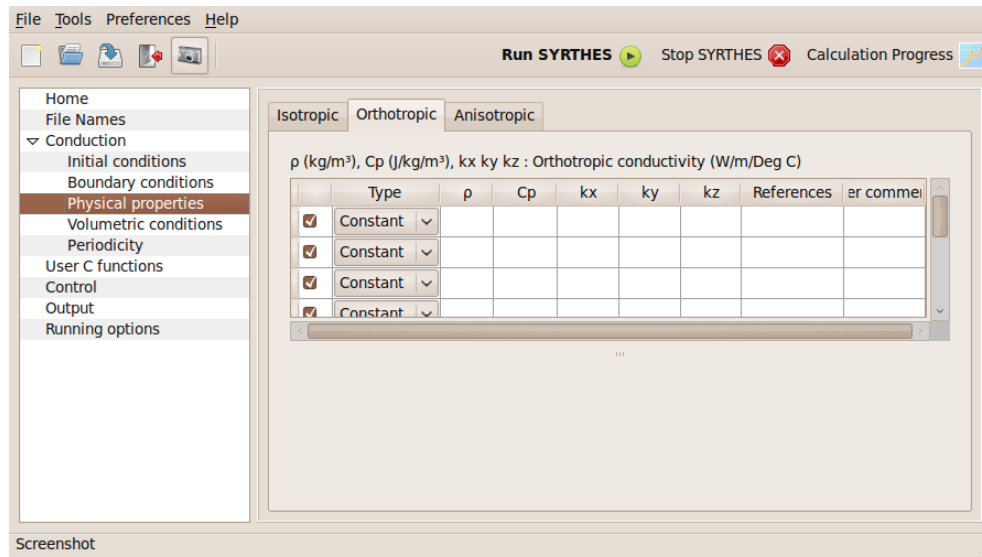 File Tools Preferences Help
Run SYRTHES Stop SYRTHES Calculation Progress
Home
File Names
Conduction
Initial conditions
Boundary conditions
Physical properties
Volumetric conditions
Periodicity
User C functions
Control
Output
Running options
Isotropic Orthotropic Anisotropic
ρ (kg/m³), Cp (J/kg/m³), kx ky kz : Orthotropic conductivity (W/m/Deg C)
Type ρ Cp kx ky kz References er commen
Constant
Constant
Constant
Constant
Screenshot